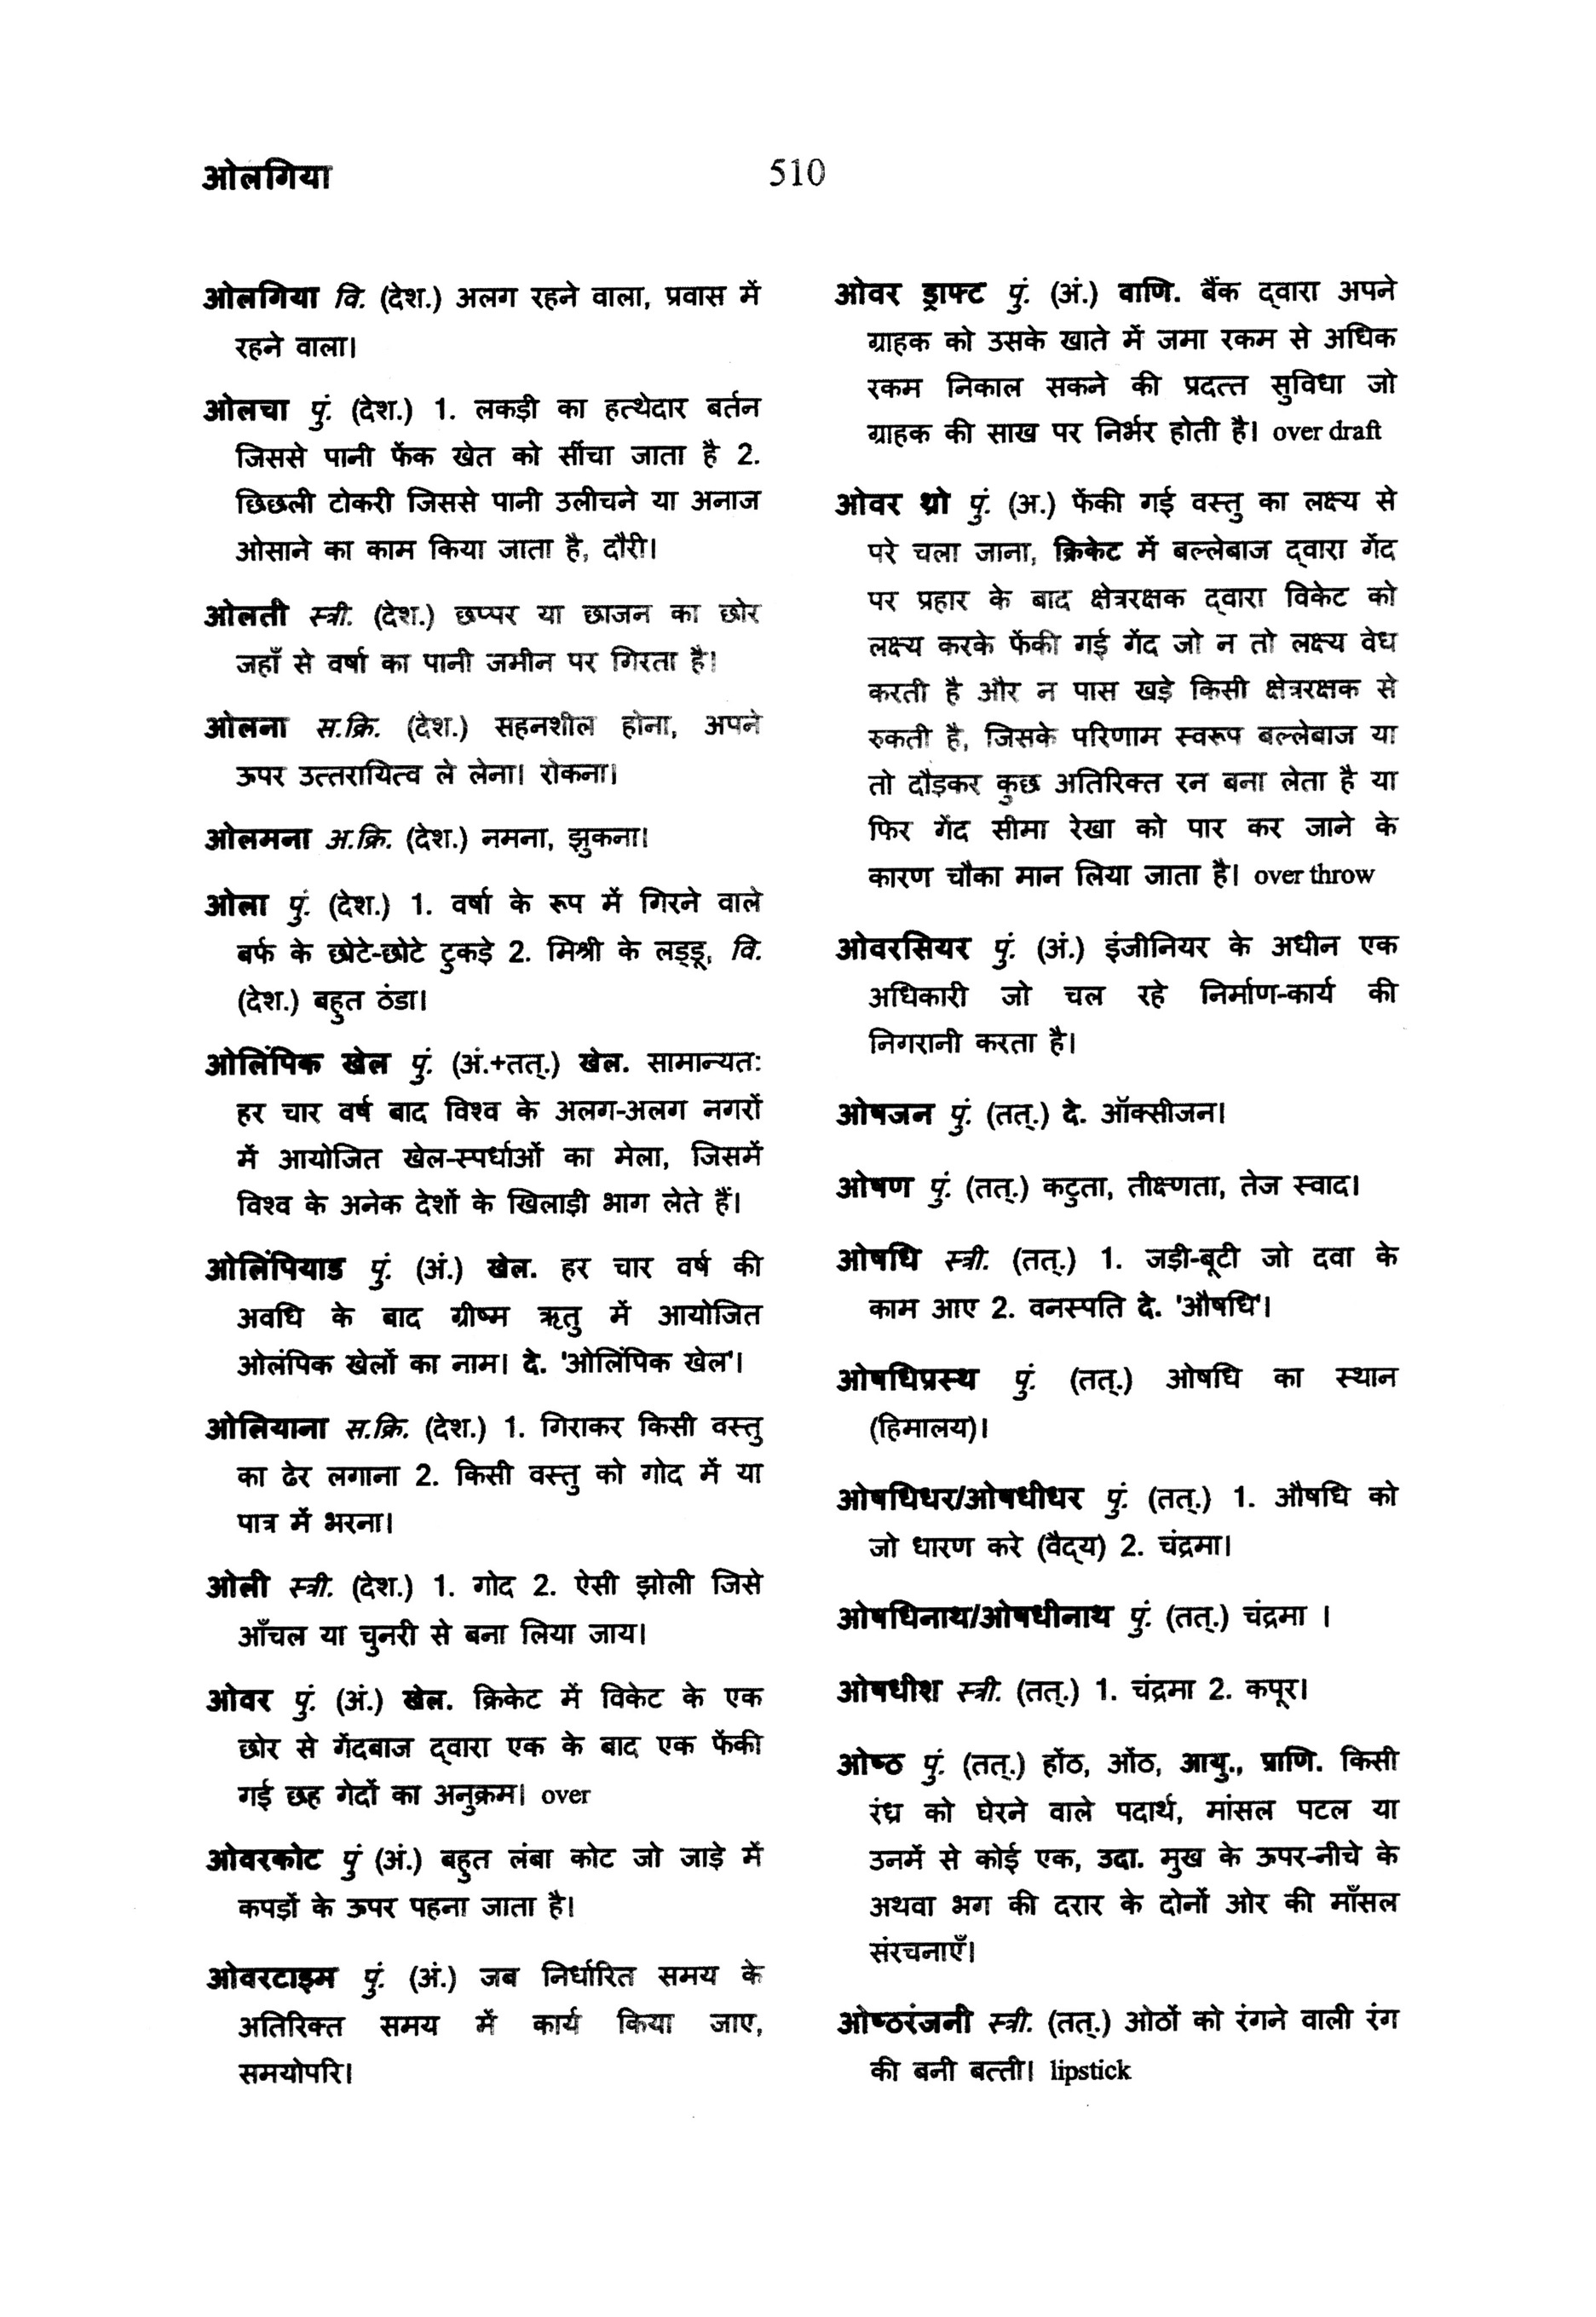 ओलगिया
510
ओलगिया वि. (देश.) अलग रहने वाला, प्रवास में
रहने वाला।
ओलचा पुं. (देश.) 1. लकड़ी का हत्थेदार बर्तन
जिससे पानी फेंक खेत को सींचा जाता है 2.
छिछली टोकरी जिससे पानी उलीचने या अनाज
ओसाने का काम किया जाता है, दौरी।
ओलती स्त्री. (देश.) छप्पर या छाजन का छोर
जहाँ से वर्षा का पानी जमीन पर गिरता है।
ओलना स.क्रि. (देश.) सहनशील होना, अपने
ऊपर उत्तरायित्व ले लेना। रोकना।
ओलमना अ.क्रि. (देश.) नमना, झुकना।
ओला पुं. (देश.) 1. वर्षा के रूप में गिरने वाले
बर्फ के छोटे-छोटे टुकड़े 2. मिश्री के लड्डू, वि.
(देश.) बहुत ठंडा।
ओलिंपिक खेल पुं. (अं.+तत्.) खेल. सामान्यत:
हर चार वर्ष बाद विश्व के अलग-अलग नगरों
में आयोजित खेल-स्पर्धाओं का मेला, जिसमें
विश्व के अनेक देशों के खिलाड़ी भाग लेते हैं।
ओलिंपियाड पुं. (अं.) खेल. हर चार वर्ष की
अवधि के बाद ग्रीष्म ऋतु में आयोजित
ओलंपिक खेलों का नाम। दे. 'ओलिंपिक खेल'।
ओलियाना स.क्रि. (देश.) 1. गिराकर किसी वस्तु
का ढेर लगाना 2. किसी वस्तु को गोद में या
पात्र में भरना।
ओली स्त्री. (देश.) 1. गोद 2. ऐसी झोली जिसे
आँचल या चुनरी से बना लिया जाय।
ओवर पुं. (अं.) खेल. क्रिकेट में विकेट के एक
छोर से गेंदबाज द्वारा एक के बाद एक फेंकी
गई छह गेदों का अनुक्रम। over
ओवरकोट पुं (अं.) बहुत लंबा कोट जो जाड़े में
कपड़ों के ऊपर पहना जाता है।
ओवरटाइम पुं. (अं.) जब निर्धारित समय के
अतिरिक्त समय में कार्य किया जाए,
समयोपरि।
ओवर ड्राफ्ट पुं. (अं.) वाणि. बैंक द्वारा अपने
ग्राहक को उसके खाते में जमा रकम से अधिक
रकम निकाल सकने की प्रदत्त सुविधा जो
ग्राहक की साख पर निर्भर होती है। over draft
ओवर थ्रो पुं. (अ.) फेंकी गई वस्तु का लक्ष्य से
परे चला जाना, क्रिकेट में बल्लेबाज द्वारा गेंद
पर प्रहार के बाद क्षेत्ररक्षक द्वारा विकेट को
लक्ष्य करके फेंकी गई गेंद जो न तो लक्ष्य वेध
करती है और न पास खड़े किसी क्षेत्ररक्षक से
रुकती है, जिसके परिणाम स्वरूप बल्लेबाज या
तो दौड़कर कुछ अतिरिक्त रन बना लेता है या
फिर गेंद सीमा रेखा को पार कर जाने के
कारण चौका मान लिया जाता है। over throw
ओवरसियर पुं. (अं.) इंजीनियर के अधीन एक
अधिकारी जो चल रहे निर्माण-कार्य की
निगरानी करता है।
ओषजन पुं. (तत्.) दे. ऑक्सीजन।
ओषण पुं. (तत्.) कटुता, तीक्ष्णता, तेज स्वाद।
ओषधि स्त्री. (तत्.) 1. जड़ी-बूटी जो दवा के
काम आए 2. वनस्पति दे. 'औषधि'।
ओषधिप्रस्थ पुं. (तत्.) ओषधि का स्थान
(हिमालय)।
ओषधिधर/ओषधीधर पुं. (तत्.) 1. औषधि को
जो धारण करे (वैद्य) 2. चंद्रमा।
ओषधिनाथ/ओषधीनाथ पुं. (तत्.) चंद्रमा ।
ओषधीश स्त्री. (तत्.) 1. चंद्रमा 2. कपूर।
ओष्ठ पुं. (तत्.) होंठ, ओंठ, आयु., प्राणि. किसी
रंध्र को घेरने वाले पदार्थ, मांसल पटल या
उनमें से कोई एक, उदा. मुख के ऊपर-नीचे के
अथवा भग की दरार के दोनों ओर की माँसल
संरचनाएँ।
ओष्ठरंजनी स्त्री. (तत्.) ओठों को रंगने वाली रंग
की बनी बत्ती। lipstick